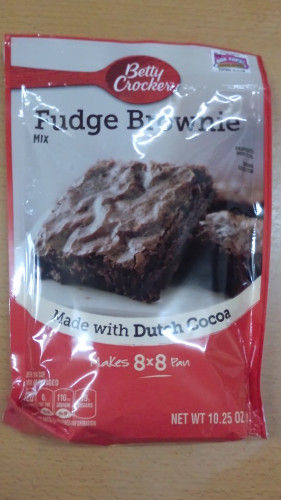 Betty
Crocker
Fudge Brownie
MIX
Made with Dutch Cocoa
Makes 8x8 Pan
NET WT 10.25 OZ